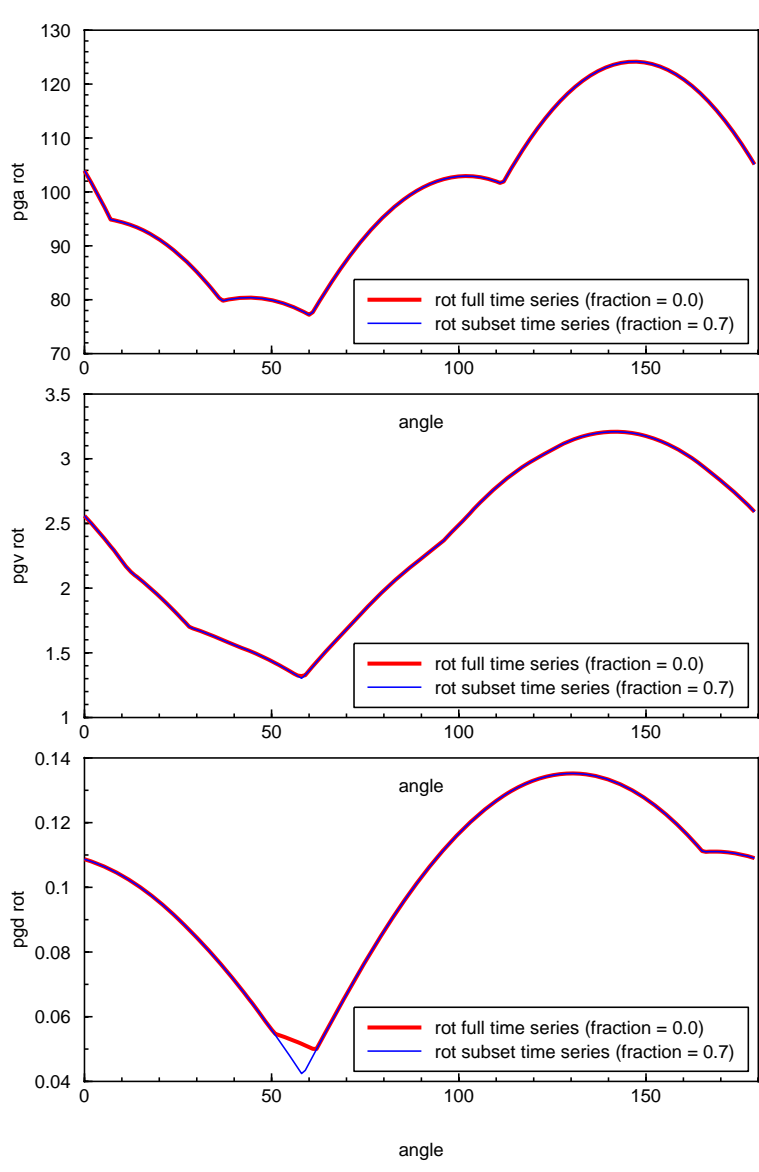 130
120
110
100
90
80
70
pga rot
rot full time series (fraction = 0.0)
rot subset time series (fraction = 0.7)
0 50 100 150
angle
3.5
3
2.5
2
1.5
1
pgv rot
rot full time series (fraction = 0.0)
rot subset time series (fraction = 0.7)
0 50 100 150
angle
0.14
0.12
0.1
0.08
0.06
0.04
pgd rot
rot full time series (fraction = 0.0)
rot subset time series (fraction = 0.7)
0 50 100 150
angle